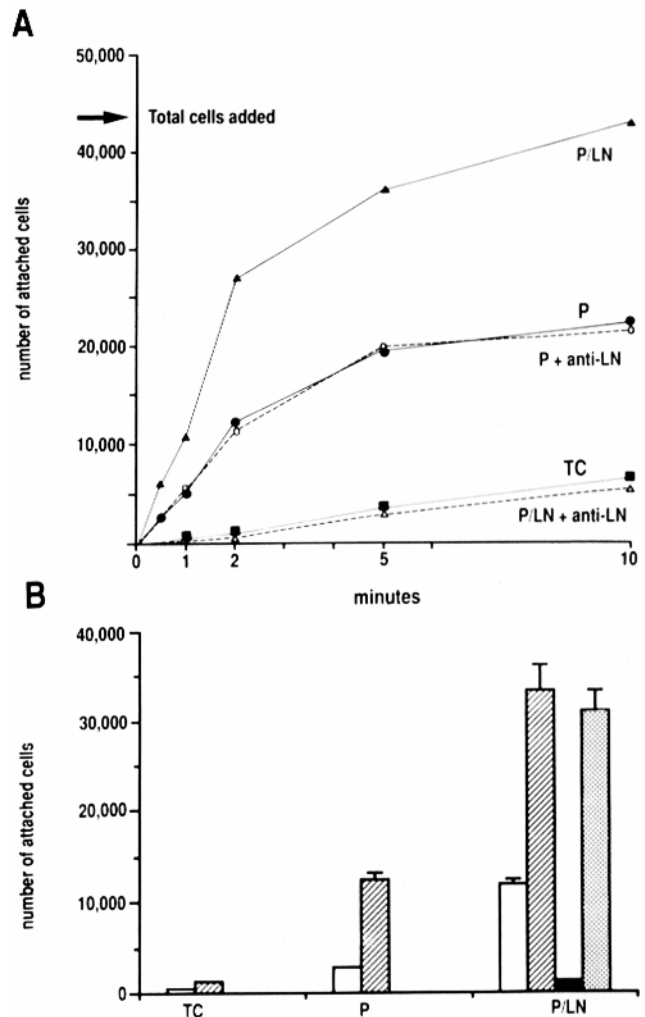 A
50,000
Total cells added
40,000
P/LN
30,000
P
20,000
P + anti-LN
10,000
TC
P/LN + anti-LN
0
1
2
5
10
number of attached cells
minutes
B
40,000
30,000
20,000
10,000
0
number of attached cells
TC
P
P/LN